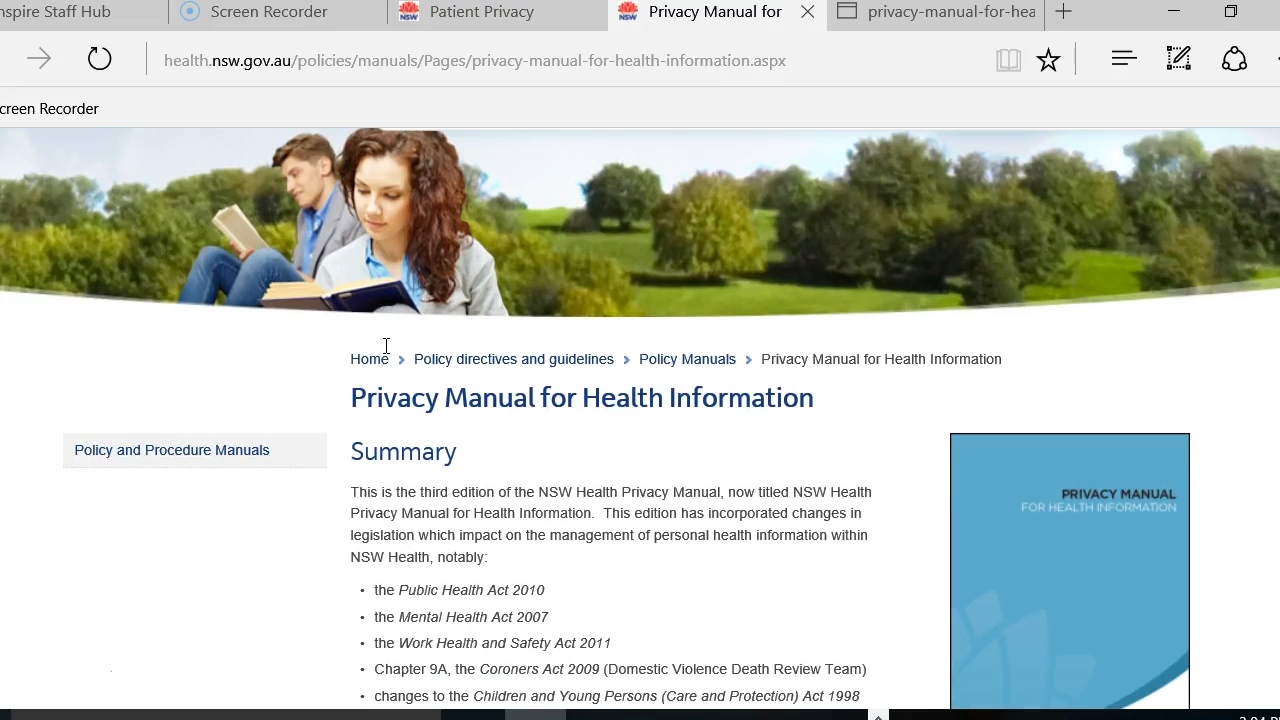 nspire Staff Hub
Screen Recorder
NSW
Patient Privacy
NSW
Privacy Manual for
privacy-manual-for-hea
health.nsw.gov.au/policies/manuals/Pages/privacy-manual-for-health-information.aspx
creen Recorder
Home > Policy directives and guidelines > Policy Manuals > Privacy Manual for Health Information
Privacy Manual for Health Information
Policy and Procedure Manuals
Summary
This is the third edition of the NSW Health Privacy Manual, now titled NSW Health
Privacy Manual for Health Information. This edition has incorporated changes in
legislation which impact on the management of personal health information within
NSW Health, notably:
• the Public Health Act 2010
• the Mental Health Act 2007
• the Work Health and Safety Act 2011
• Chapter 9A, the Coroners Act 2009 (Domestic Violence Death Review Team)
• changes to the Children and Young Persons (Care and Protection) Act 1998
PRIVACY MANUAL
FOR HEALTH INFORMATION